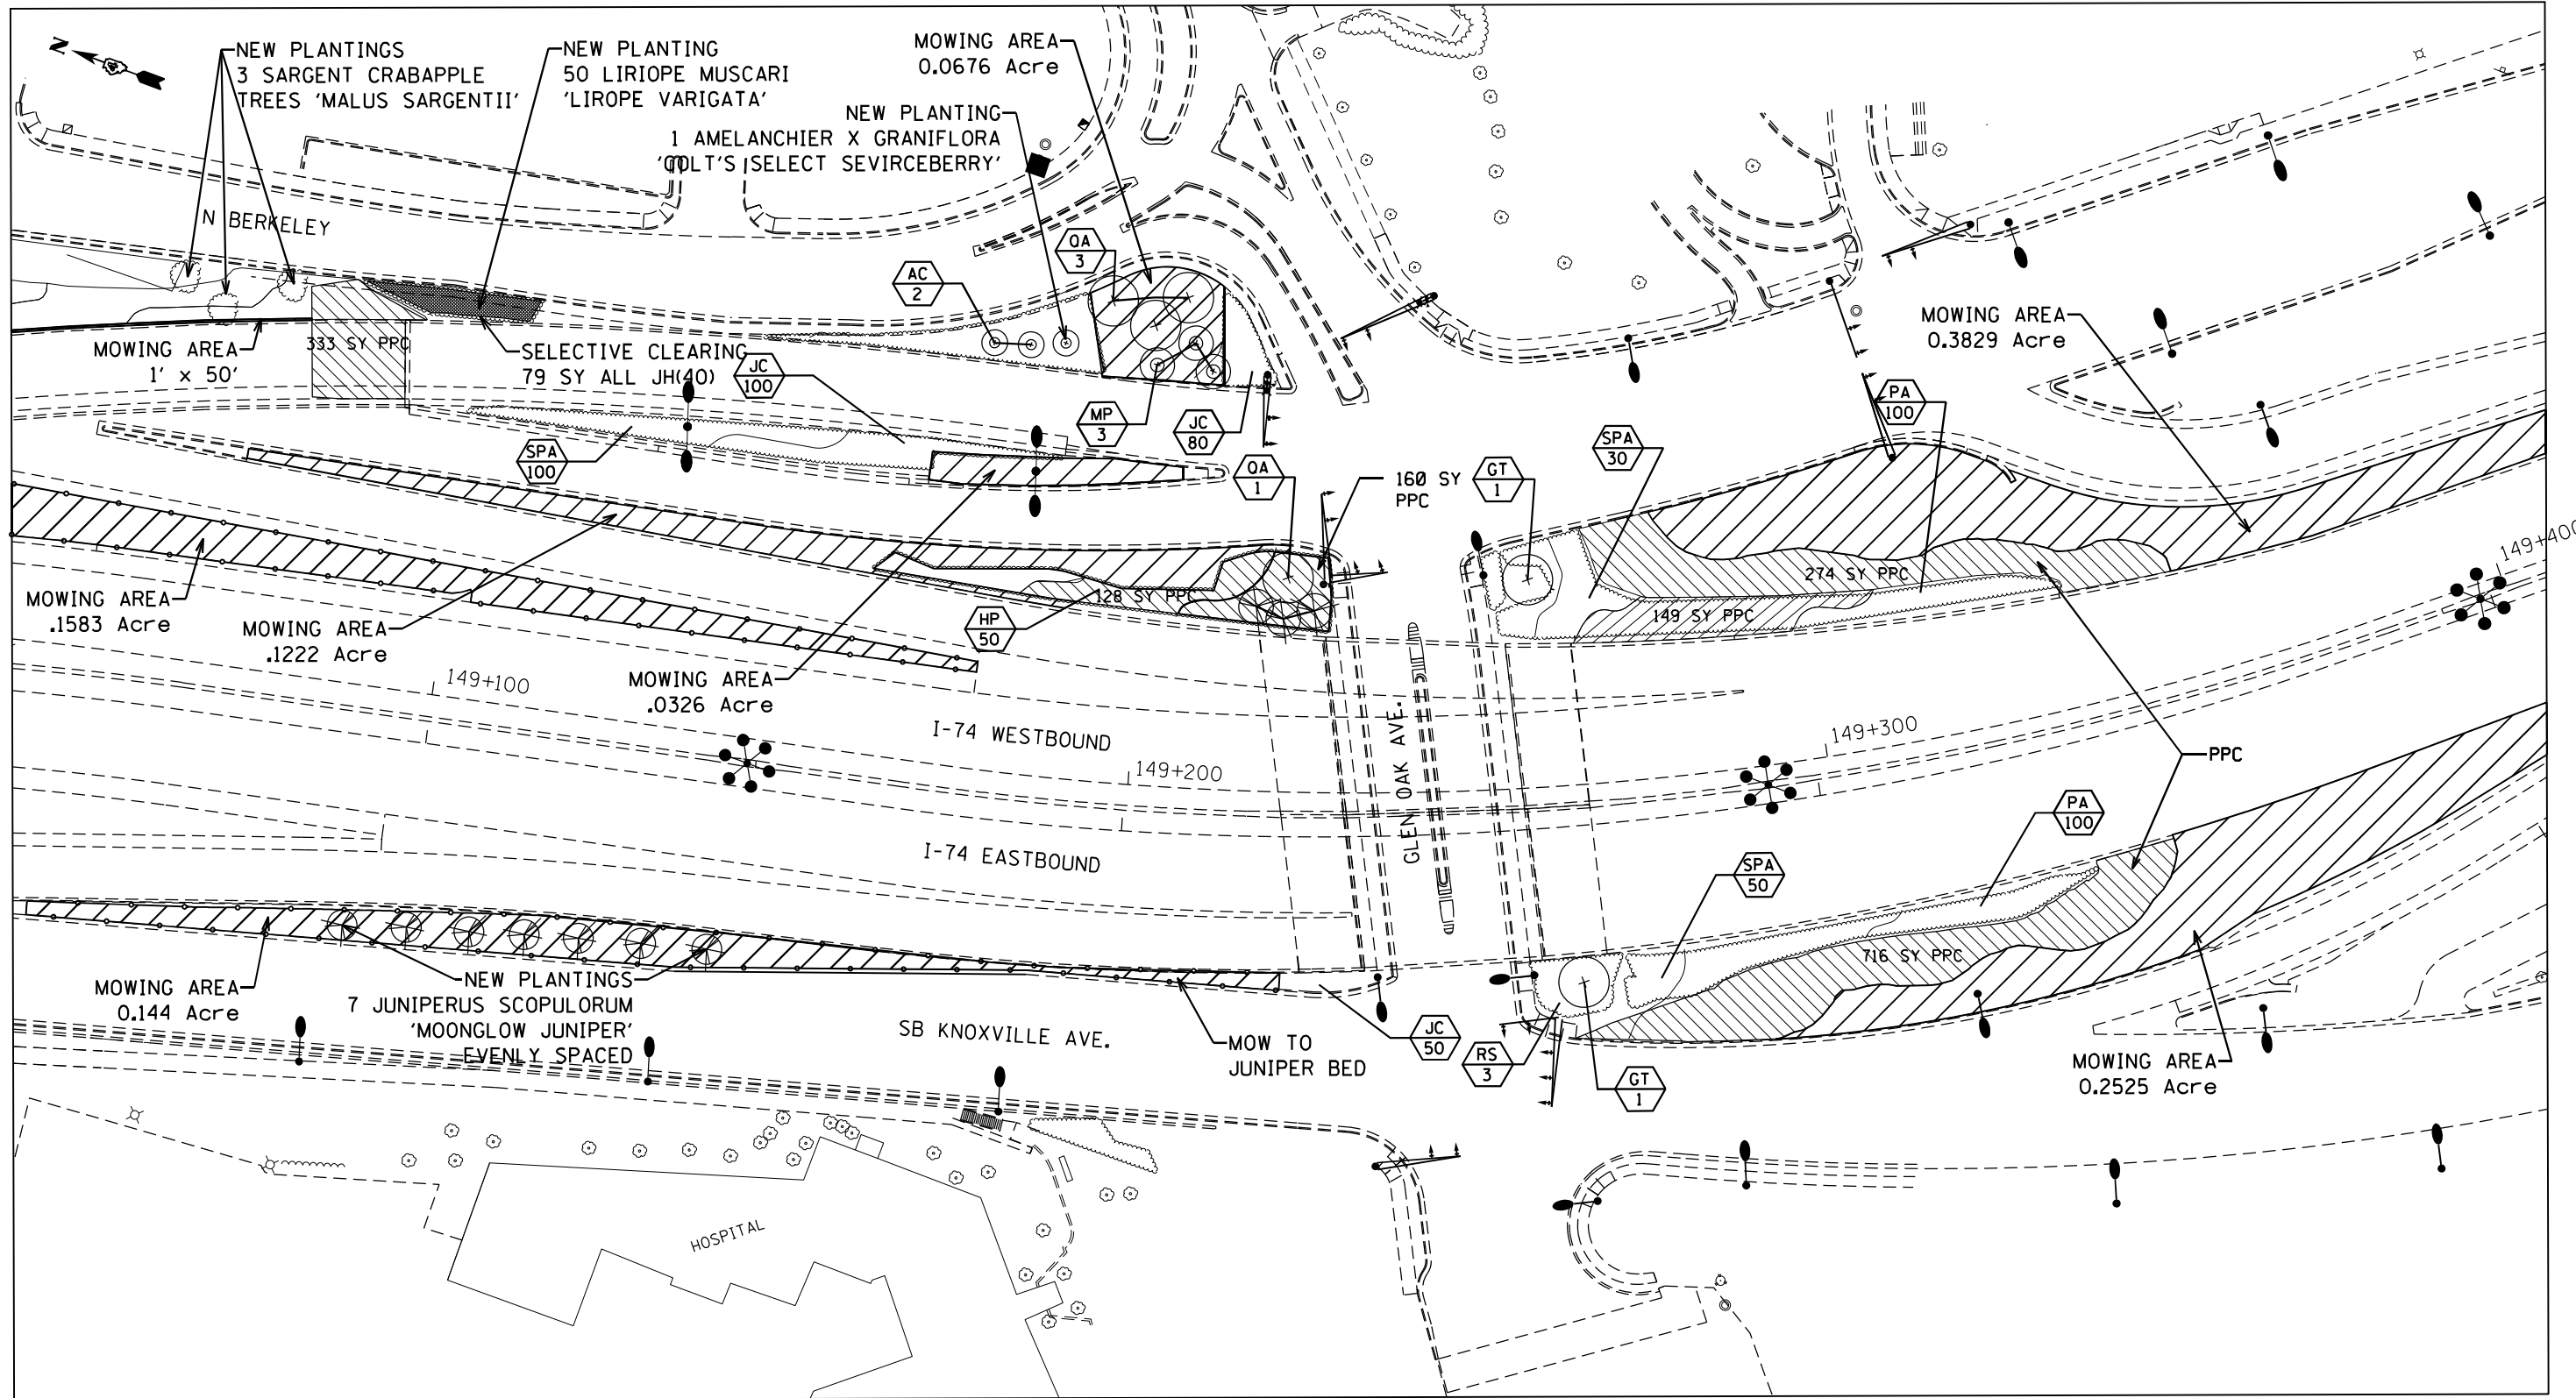 N
NEW PLANTINGS
3 SARGENT CRABAPPLE
TREES 'MALUS SARGENTII'
NEW PLANTING
50 LIRIOPE MUSCARI
'LIROPE VARIGATA'
MOWING AREA
0.0676 Acre
NEW PLANTING
1 AMELANCHIER X GRANIFLORA
'COLT'S SELECT SEVIRCEBERRY'
N BERKELEY
OA
3
AC
2
MOWING AREA
1' x 50'
333 SY PPC
SELECTIVE CLEARING
79 SY ALL JH(40)
JC
100
MP
3
JC
80
SPA
100
OA
1
160 SY
PPC
GT
1
SPA
30
PA
100
MOWING AREA
0.3829 Acre
149+400
274 SY PPC
149 SY PPC
128 SY PPC
HP
50
MOWING AREA
.1583 Acre
MOWING AREA
.1222 Acre
MOWING AREA
.0326 Acre
149+100
149+200
149+300
I-74 WESTBOUND
I-74 EASTBOUND
GLEN OAK AVE.
PPC
PA
100
SPA
50
716 SY PPC
MOWING AREA
0.144 Acre
NEW PLANTINGS
7 JUNIPERUS SCOPULORUM
'MOONGLOW JUNIPER'
EVENLY SPACED
SB KNOXVILLE AVE.
MOW TO
JUNIPER BED
JC
50
RS
3
GT
1
MOWING AREA
0.2525 Acre
HOSPITAL